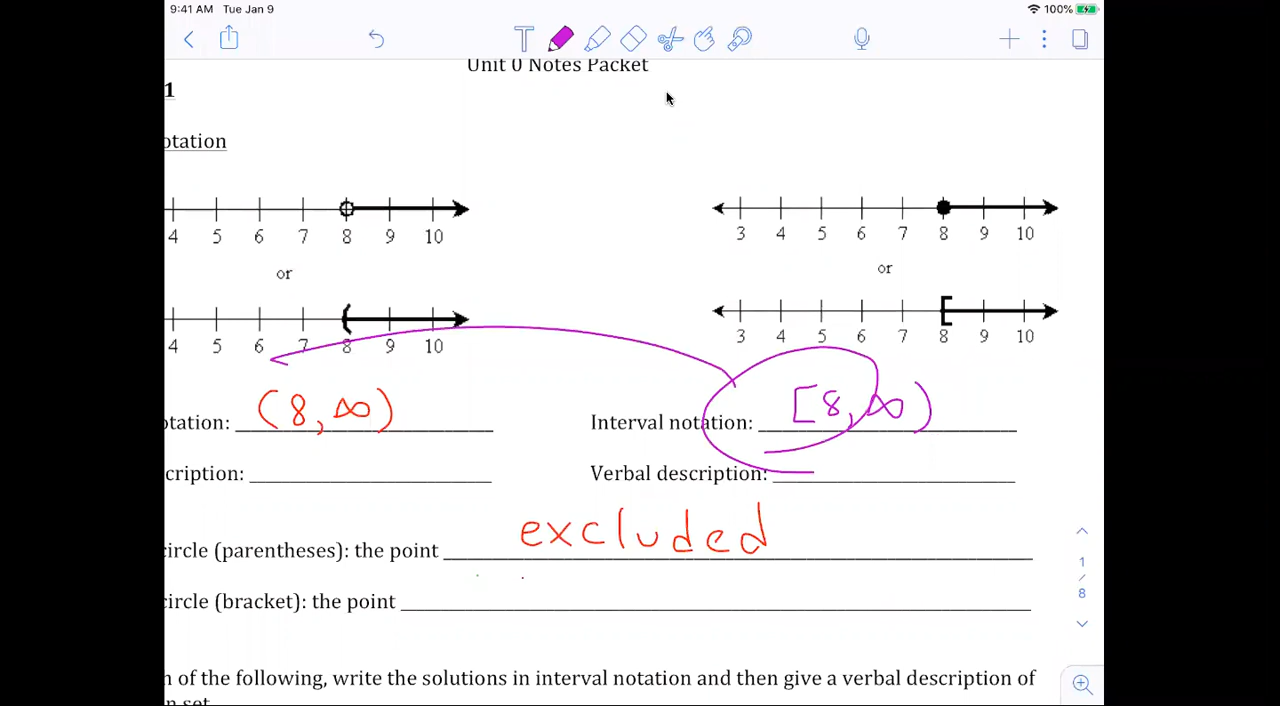 9:41 AM Tue Jan 9 100%
Unit 0 Notes Packet
1
otation
4 5 6 7 8 9 10
3 4 5 6 7 8 9 10
or
or
4 5 6 7 8 9 10
3 4 5 6 7 8 9 10
otation: (8, ∞)
Interval notation: [8, ∞)
cription:
Verbal description:
circle (parentheses): the point excluded
circle (bracket): the point
1
/
8
n of the following, write the solutions in interval notation and then give a verbal description of
n set.